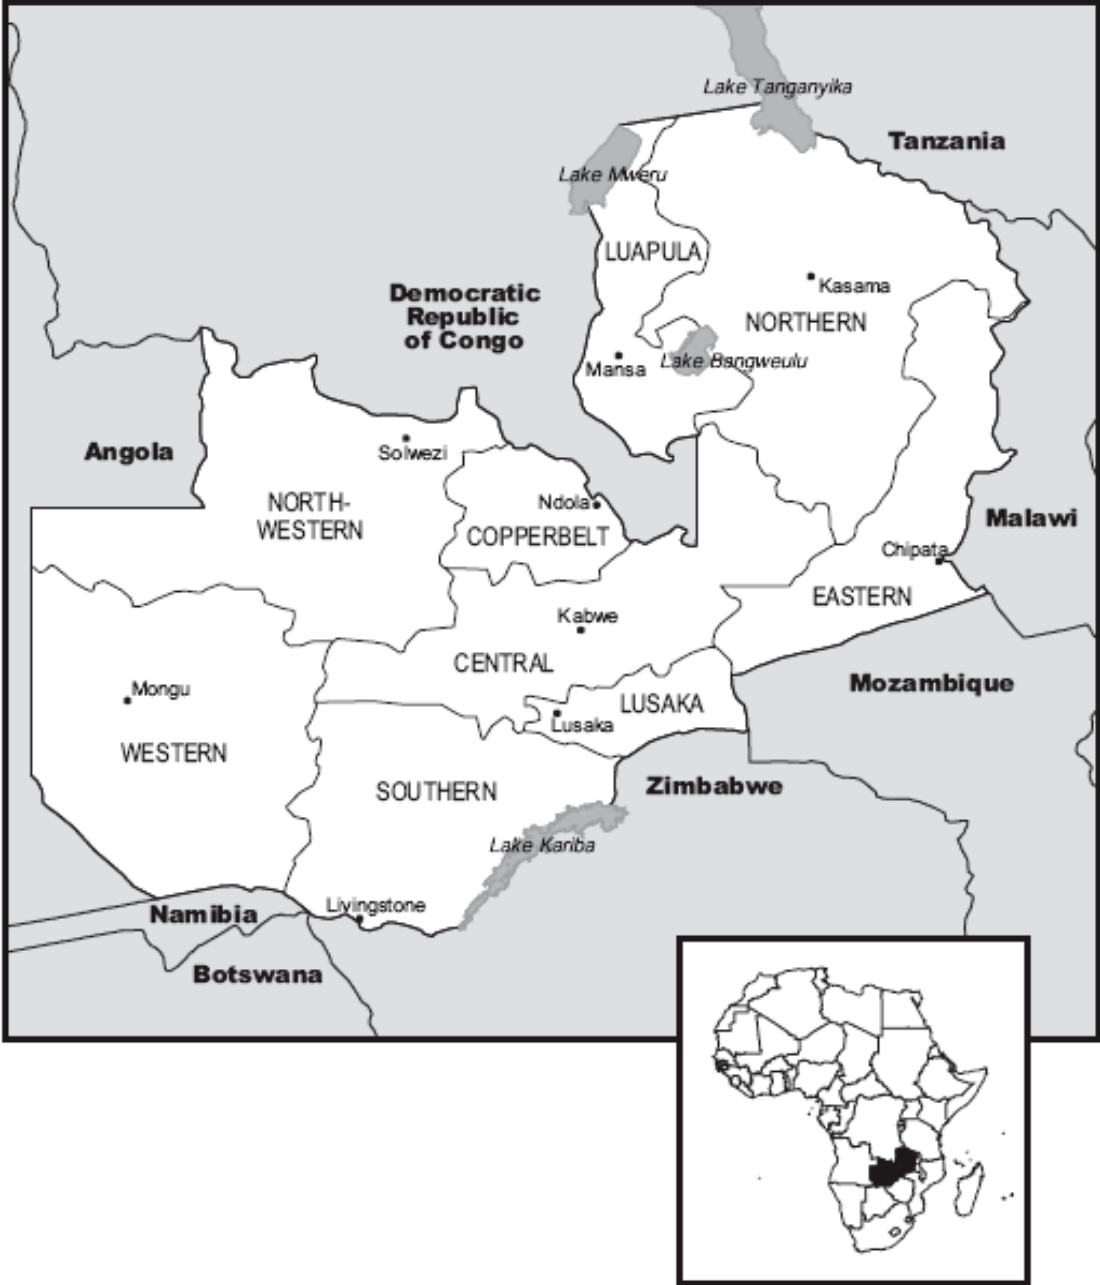 Lake Tanganyika
Tanzania
Lake Mweru
LUAPULA
Kasama
Democratic
Republic
of Congo
NORTHERN
Mansa
Lake Bangweulu
Angola
Solwezi
NORTH-
WESTERN
Ndola
COPPERBELT
Malawi
Chipata
EASTERN
Kabwe
CENTRAL
Mongu
Mozambique
LUSAKA
Lusaka
WESTERN
SOUTHERN
Zimbabwe
Lake Kariba
Livingstone
Namibia
Botswana